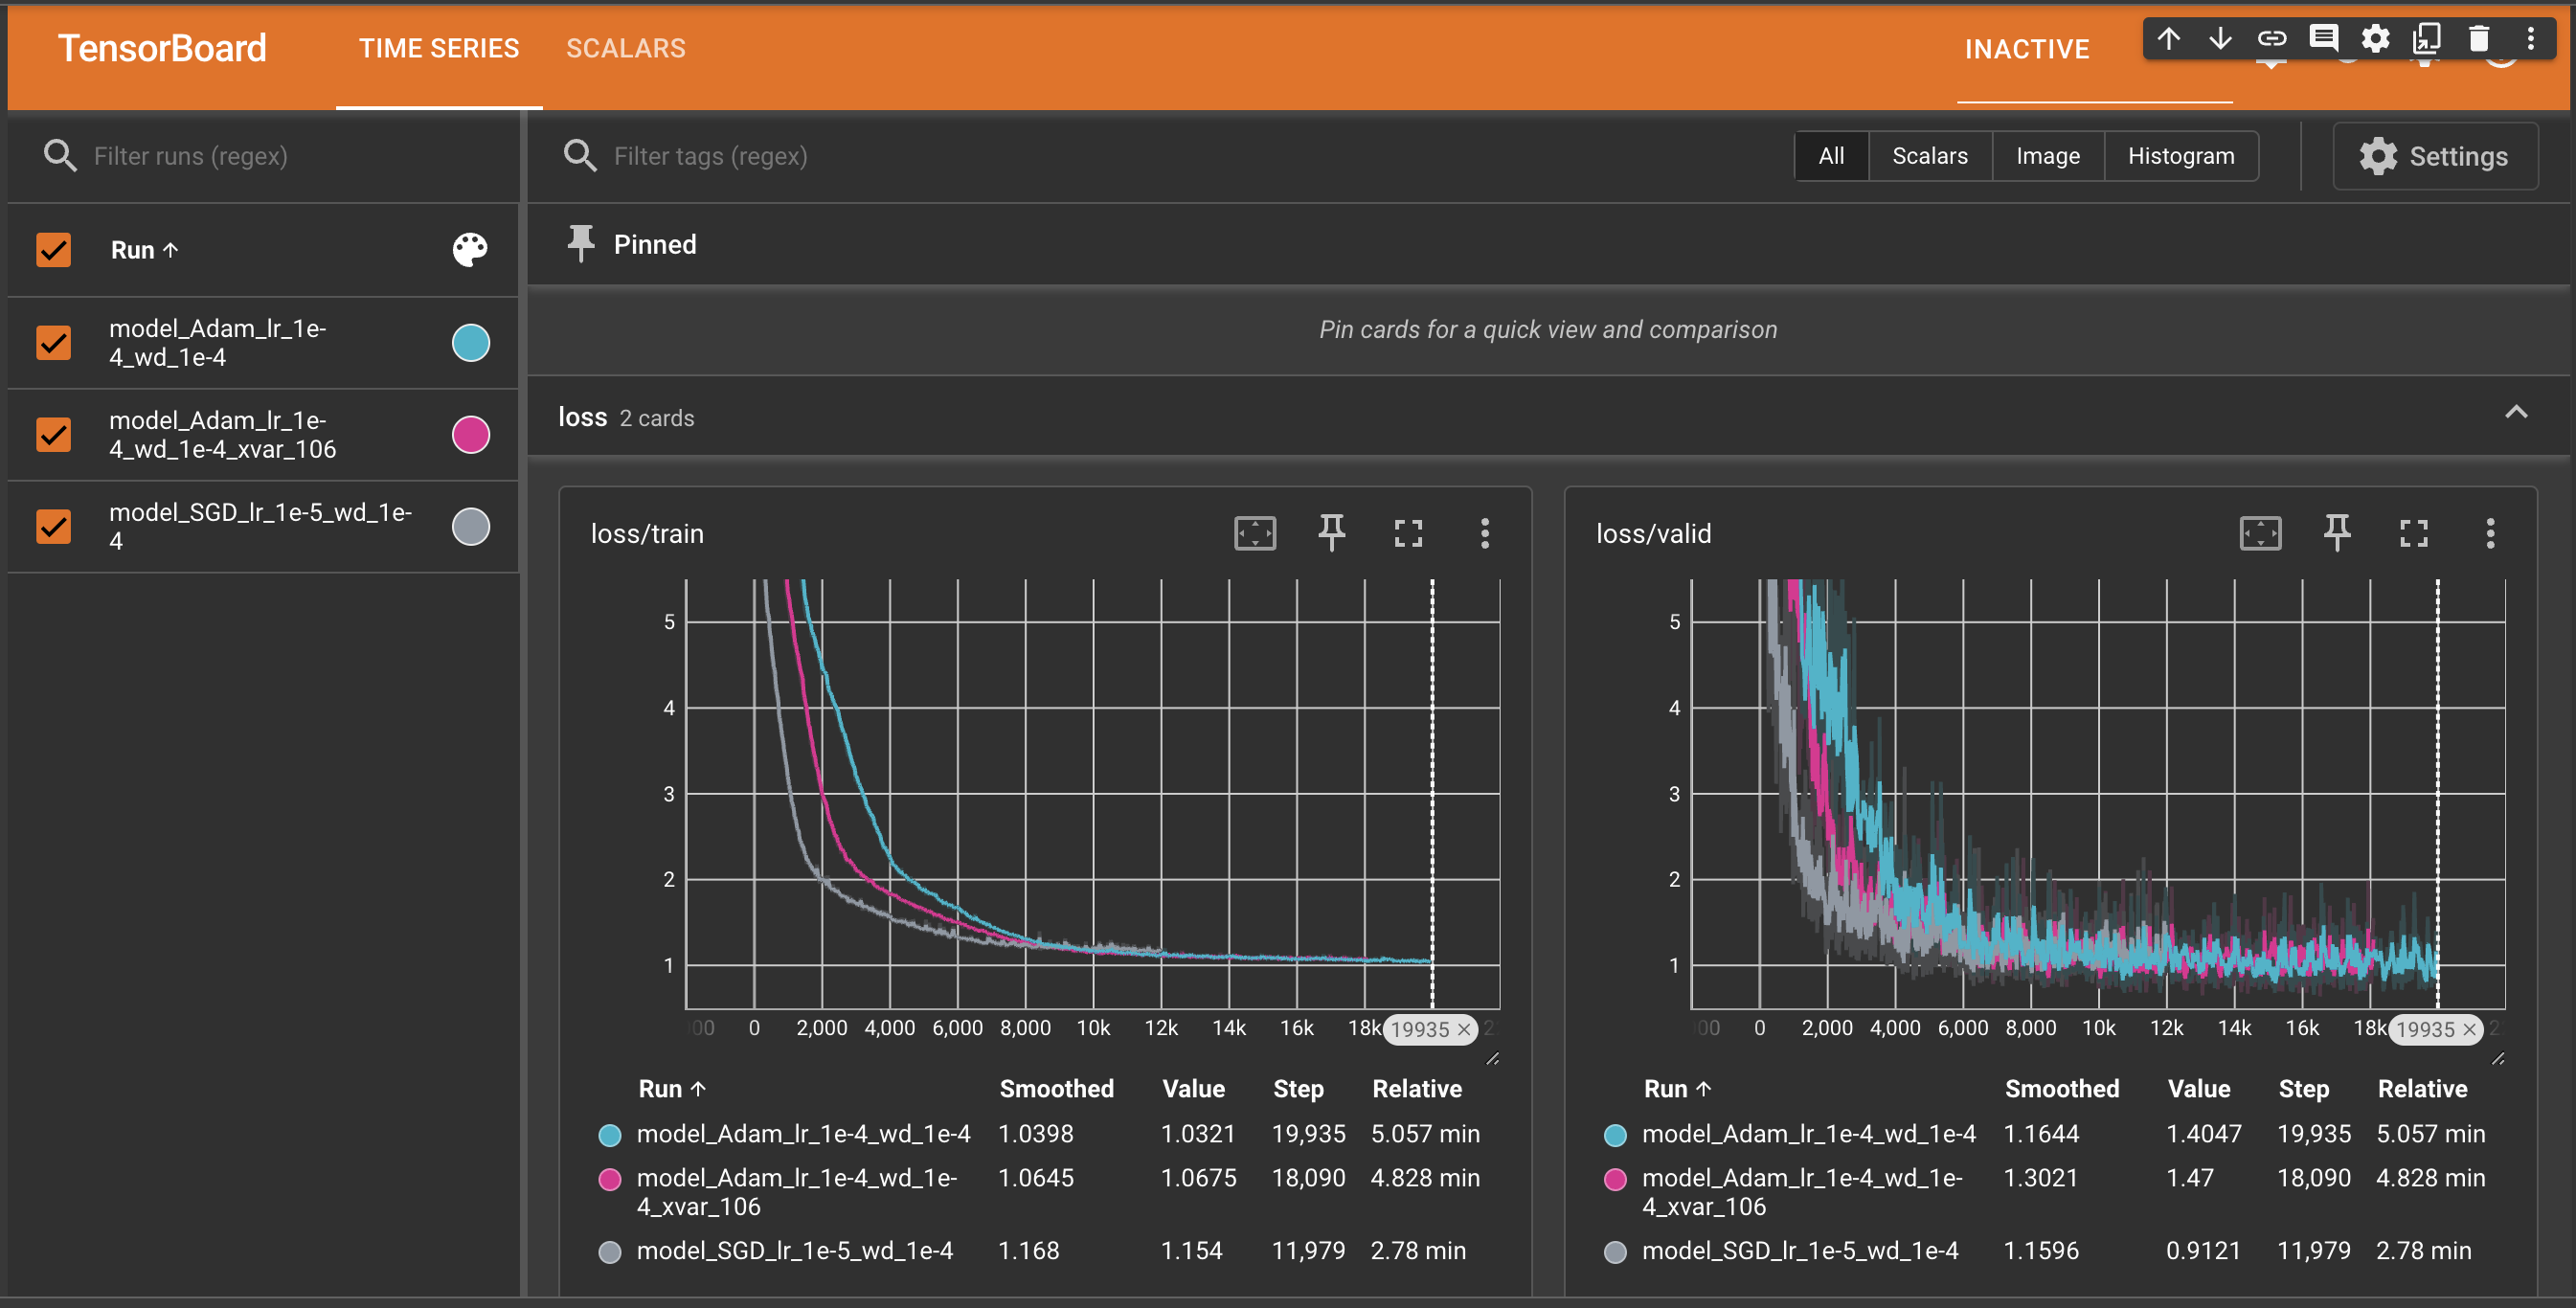 TensorBoard
TIME SERIES
SCALARS
INACTIVE
Filter runs (regex)
Filter tags (regex)
All
Scalars
Image
Histogram
Settings
Run
Pinned
model_Adam_lr_1e-
4_wd_1e-4
Pin cards for a quick view and comparison
model_Adam_lr_1e-
4_wd_1e-4_xvar_106
loss 2 cards
model_SGD_lr_1e-5_wd_1e-
4
loss/train
5
4
3
2
1
00 0 2,000 4,000 6,000 8,000 10k 12k 14k 16k 18k 19935 2
Run Smoothed Value Step Relative
model_Adam_lr_1e-4_wd_1e-4 1.0398 1.0321 19,935 5.057 min
model_Adam_lr_1e-4_wd_1e- 1.0645 1.0675 18,090 4.828 min
4_xvar_106
model_SGD_lr_1e-5_wd_1e-4 1.168 1.154 11,979 2.78 min
loss/valid
5
4
3
2
1
00 0 2,000 4,000 6,000 8,000 10k 12k 14k 16k 18k 19935 2
Run Smoothed Value Step Relative
model_Adam_lr_1e-4_wd_1e-4 1.1644 1.4047 19,935 5.057 min
model_Adam_lr_1e-4_wd_1e- 1.3021 1.47 18,090 4.828 min
4_xvar_106
model_SGD_lr_1e-5_wd_1e-4 1.1596 0.9121 11,979 2.78 min